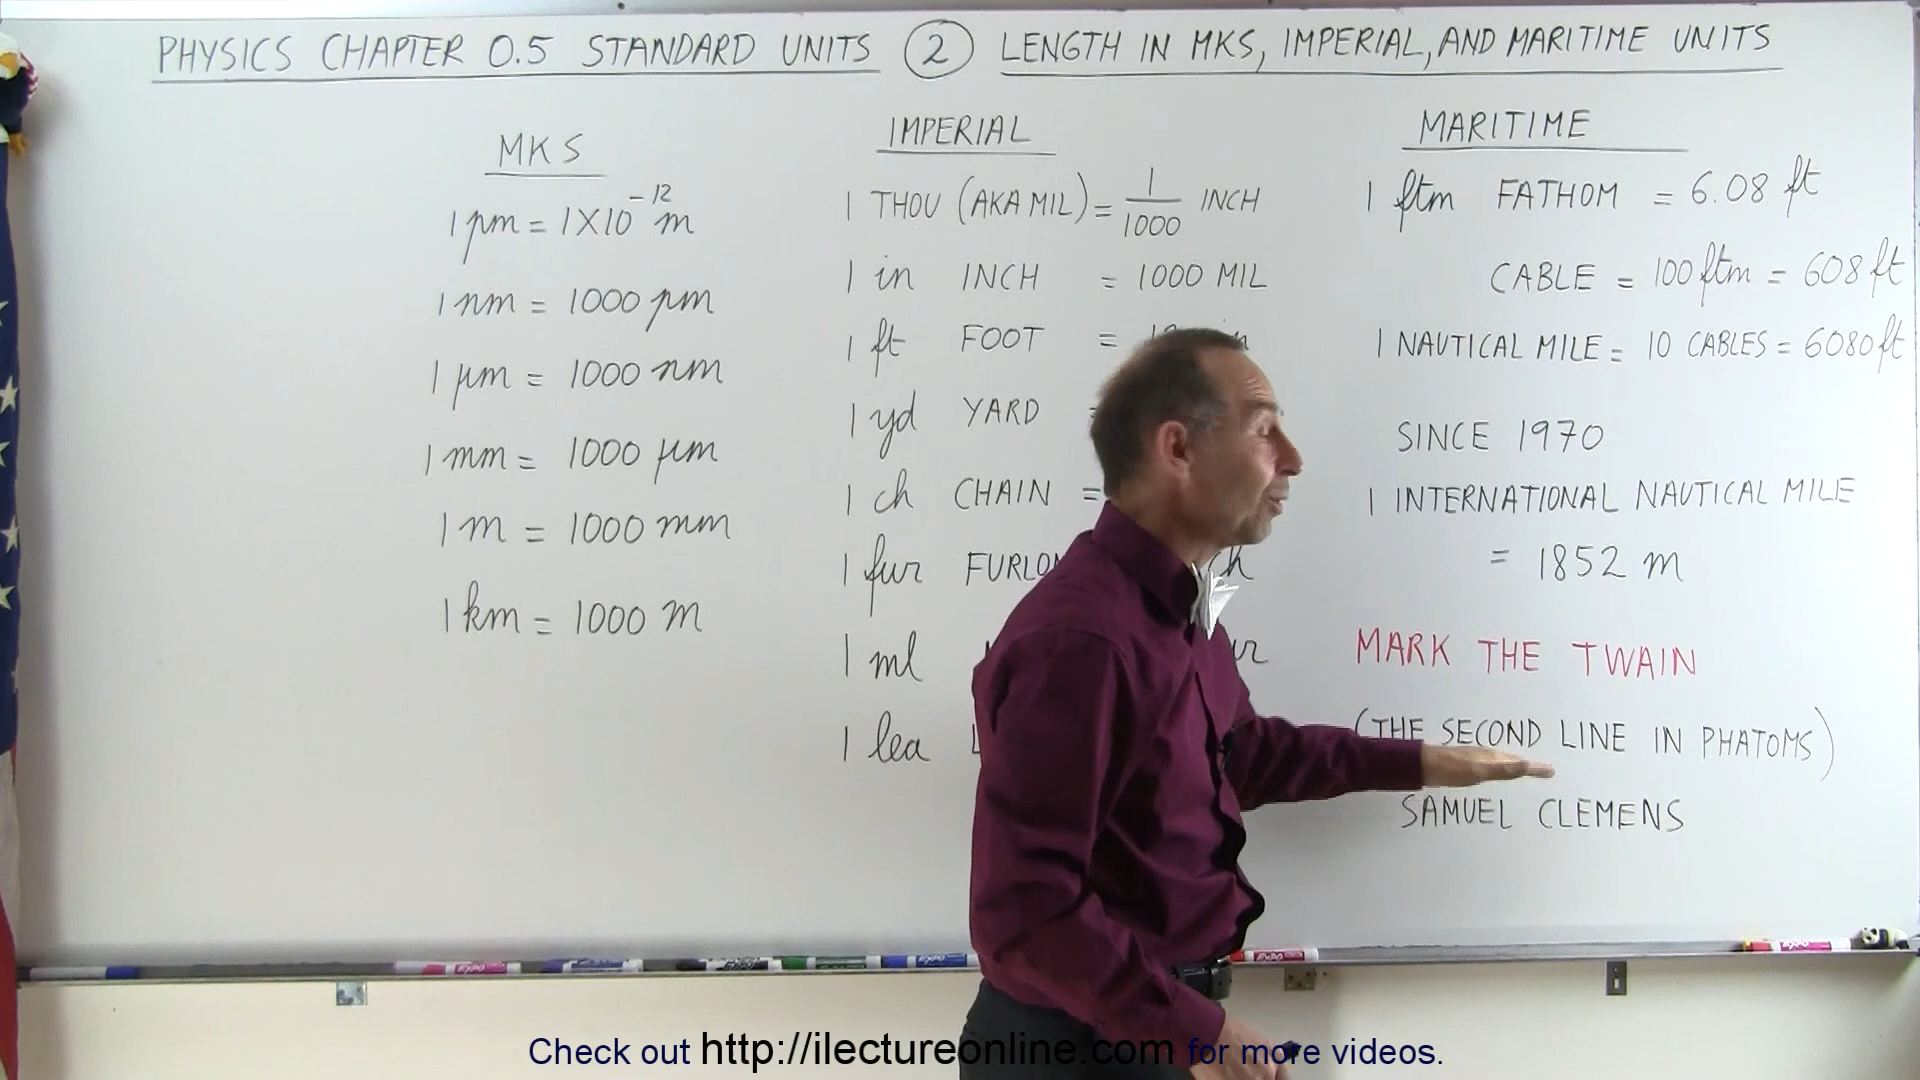 PHYSICS CHAPTER 0.5 STANDARD UNITS 2 LENGTH IN MKS, IMPERIAL, AND MARITIME UNITS
MKS
1 pm = 1X10⁻¹² m
1 nm = 1000 pm
1 µm = 1000 nm
1 mm = 1000 µm
1 m = 1000 mm
1 km = 1000 m
IMPERIAL
1 THOU (AKA MIL) = 1/1000 INCH
1 in INCH = 1000 MIL
1 ft FOOT =
1 yd YARD
1 ch CHAIN =
1 fur
1 ml
1 lea
MARITIME
1 ftm FATHOM = 6.08 ft
CABLE = 100 ftm = 608 ft
1 NAUTICAL MILE = 10 CABLES = 6080 ft
SINCE 1970
1 INTERNATIONAL NAUTICAL MILE
= 1852 m
MARK THE TWAIN
(THE SECOND LINE IN PHATOMS)
SAMUEL CLEMENS
EXPO
Check out http://ilectureonline.com for more videos.